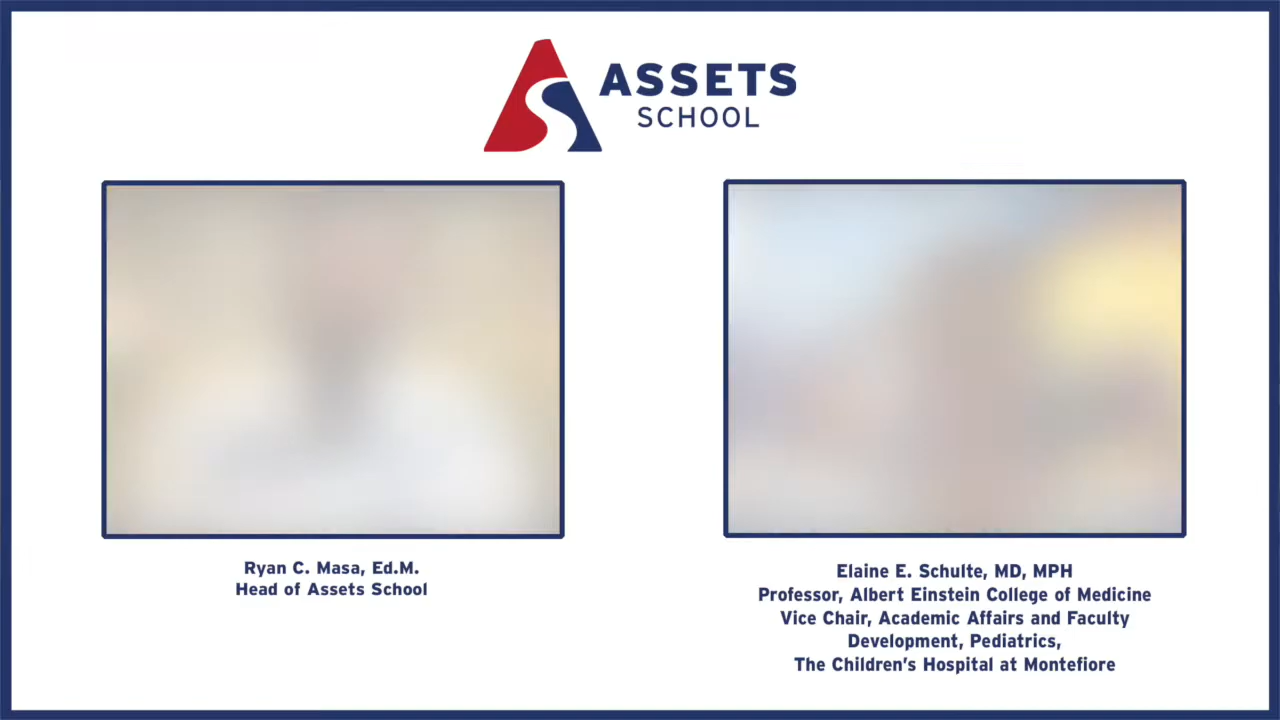 ASSETS
SCHOOL
Ryan C. Masa, Ed.M.
Head of Assets School
Elaine E. Schulte, MD, MPH
Professor, Albert Einstein College of Medicine
Vice Chair, Academic Affairs and Faculty
Development, Pediatrics,
The Children's Hospital at Montefiore